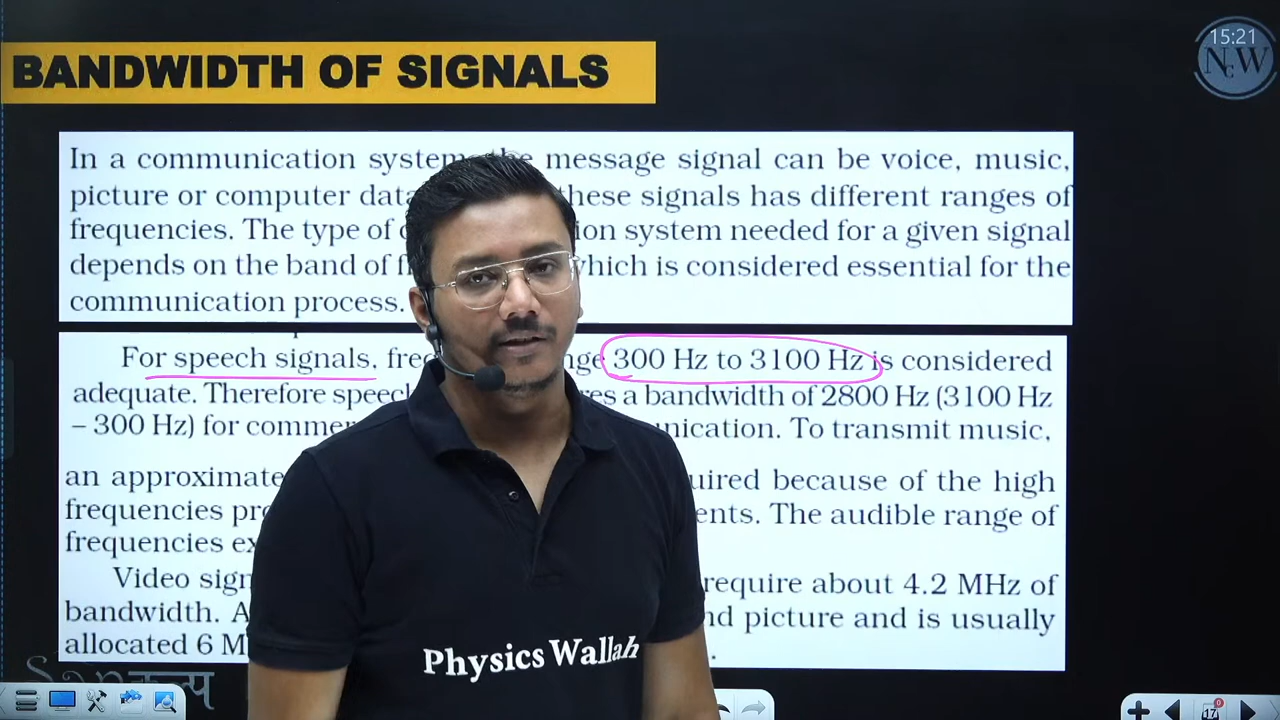 15:21
NCW
BANDWIDTH OF SIGNALS
In a communication system, the message signal can be voice, music,
picture or computer data these signals has different ranges of
frequencies. The type of system needed for a given signal
depends on the band of which is considered essential for the
communication process.
For speech signals, range 300 Hz to 3100 Hz is considered
adequate. Therefore a bandwidth of 2800 Hz (3100 Hz
– 300 Hz) for To transmit music,
an approximate because of the high
frequencies The audible range of
frequencies
Video require about 4.2 MHz of
bandwidth. picture and is usually
allocated 6
Physics Wallah
17